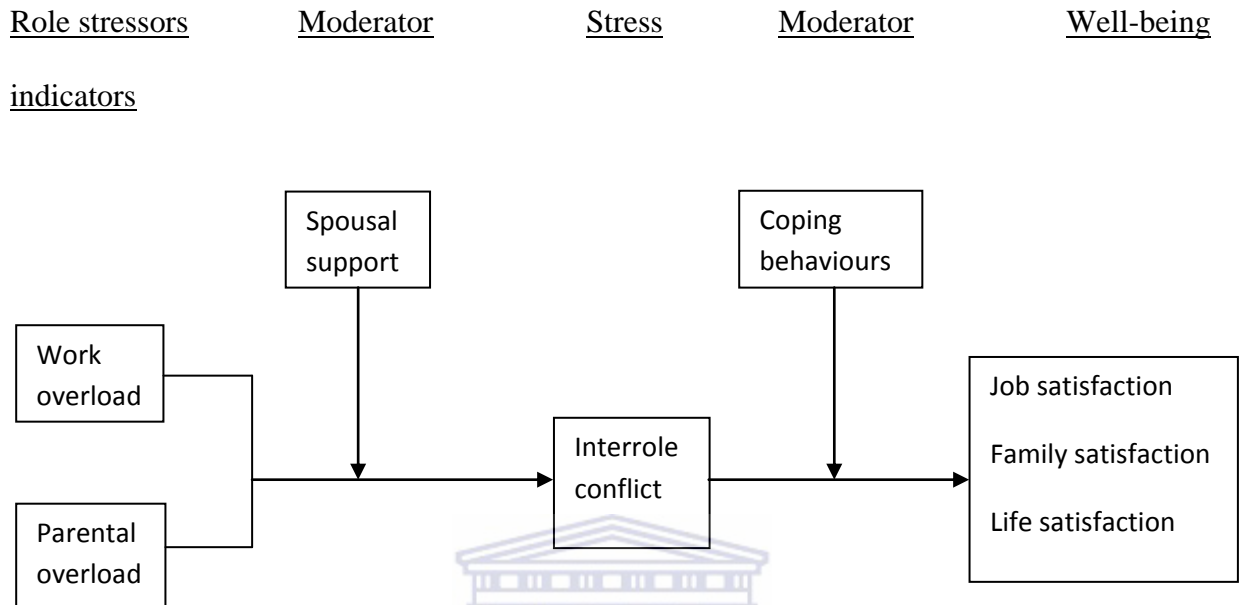 Role stressors Moderator Stress Moderator Well-being
indicators
Spousal
support
Coping
behaviours
Work
overload
Interrole
conflict
Job satisfaction
Family satisfaction
Life satisfaction
Parental
overload